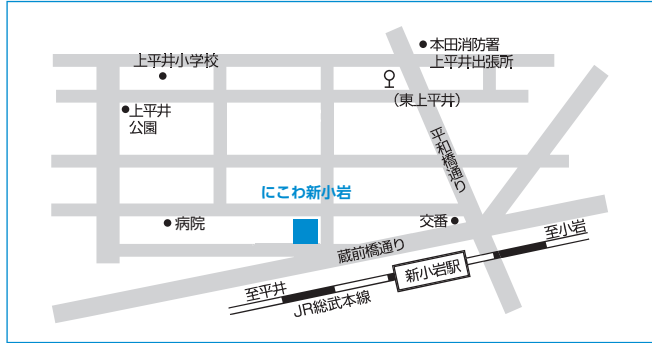 本田消防署
上平井出張所
上平井小学校
(東上平井)
上平井
公園
平和橋通り
にこわ新小岩
病院
交番
蔵前橋通り
至小岩
新小岩駅
至平井
JR総武本線